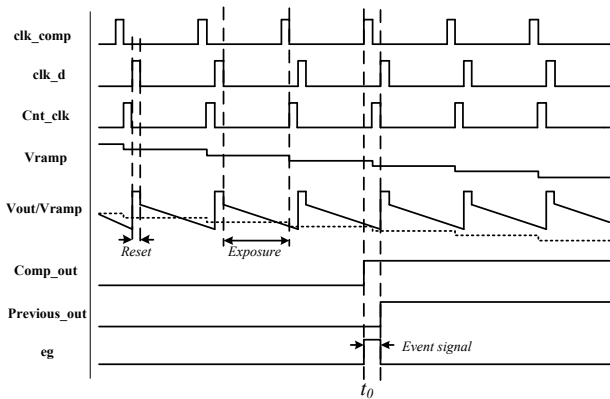 clk_comp
clk_d
Cnt_clk
Vramp
Vout/Vramp
Reset
Exposure
Comp_out
Previous_out
eg
Event signal
t0